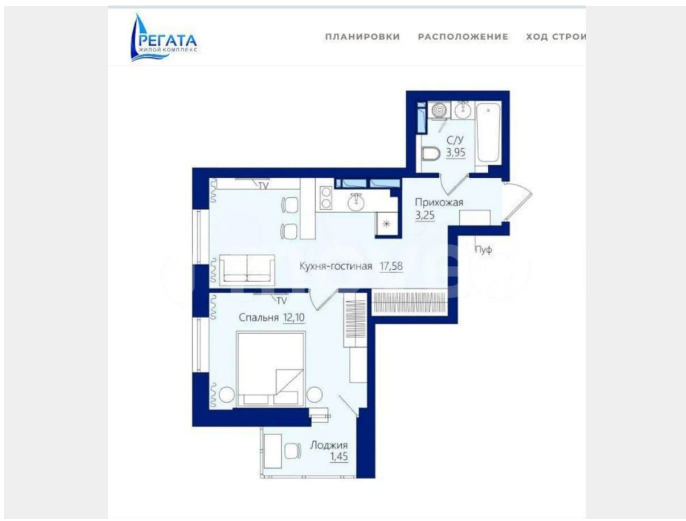 РЕГАТА
ЖИЛОЙ КОМПЛЕКС
ПЛАНИРОВКИ РАСПОЛОЖЕНИЕ ХОД СТРОИ
С/У
3,95
TV
Прихожая
3,25
Пуф
Кухня-гостиная 17,58
TV
Спальня 12,10
Лоджия
1,45